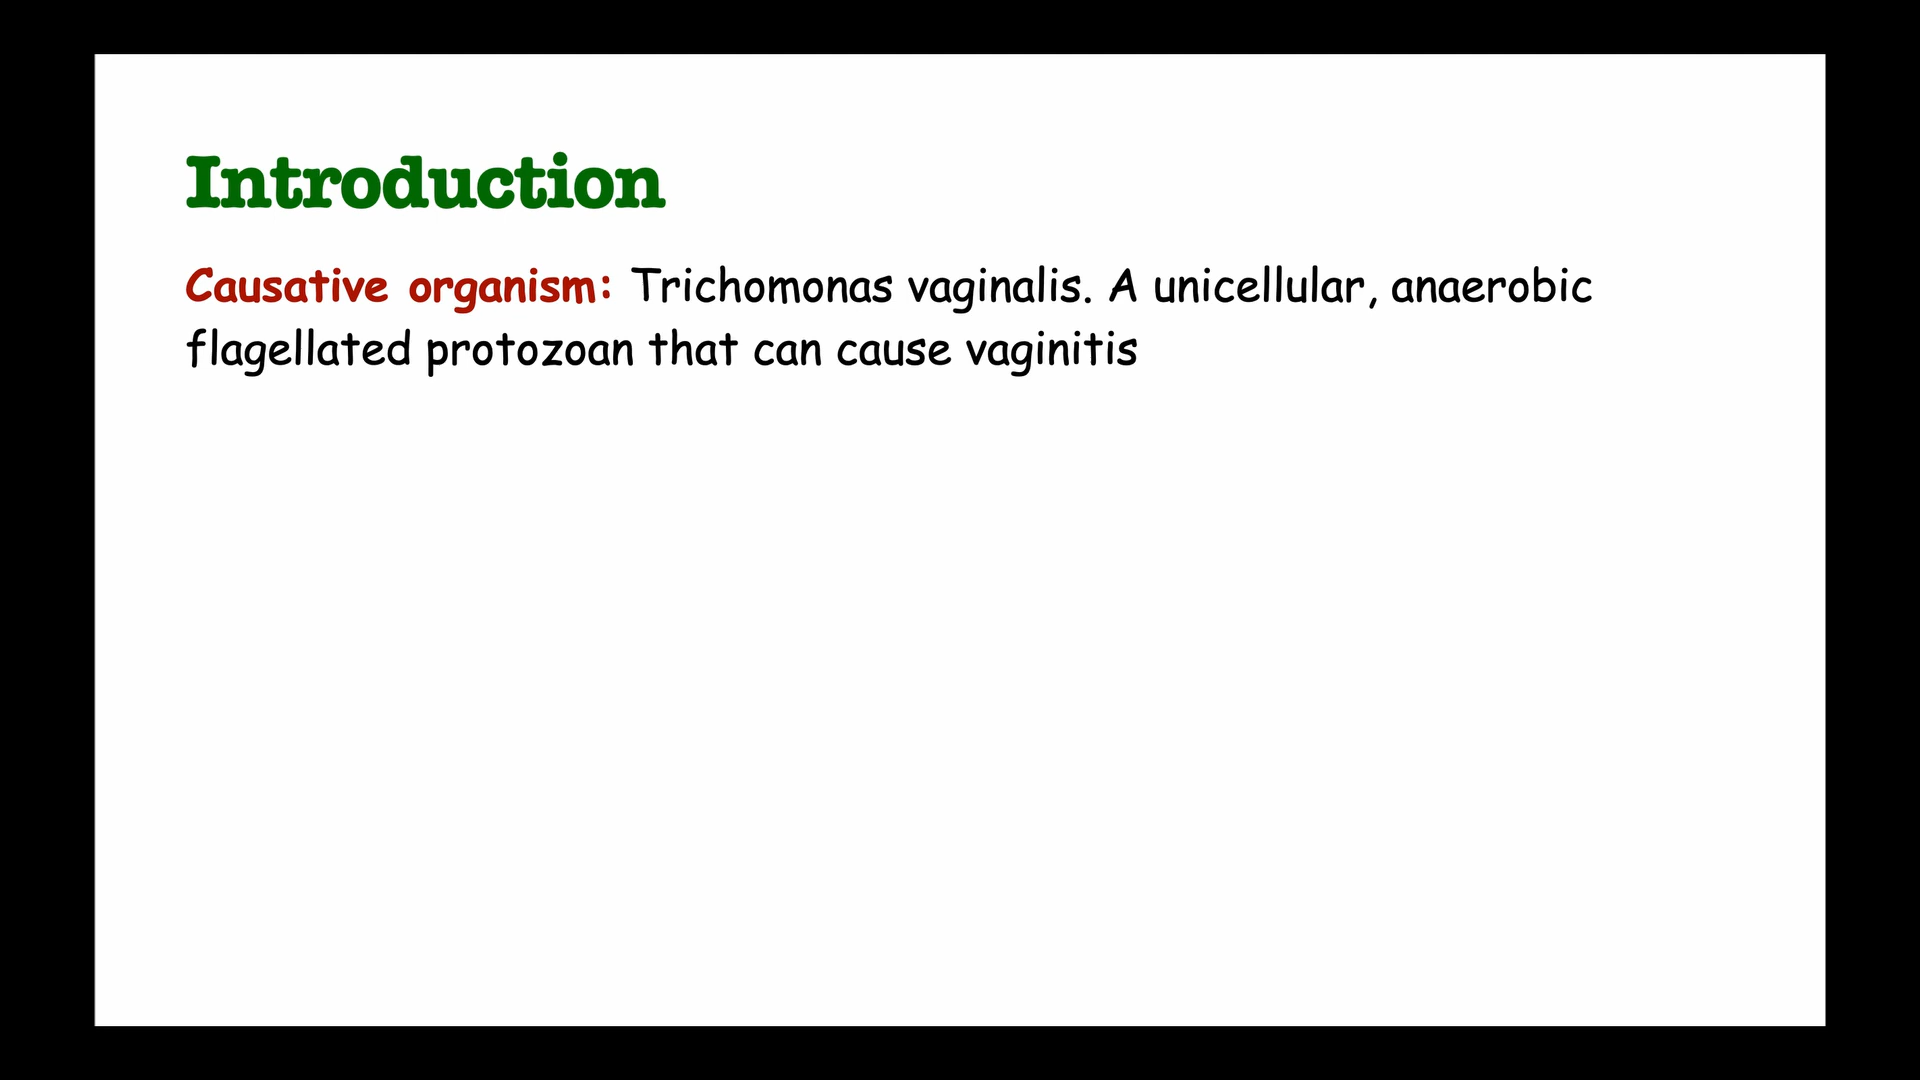 Introduction
Causative organism: Trichomonas vaginalis. A unicellular, anaerobic
flagellated protozoan that can cause vaginitis